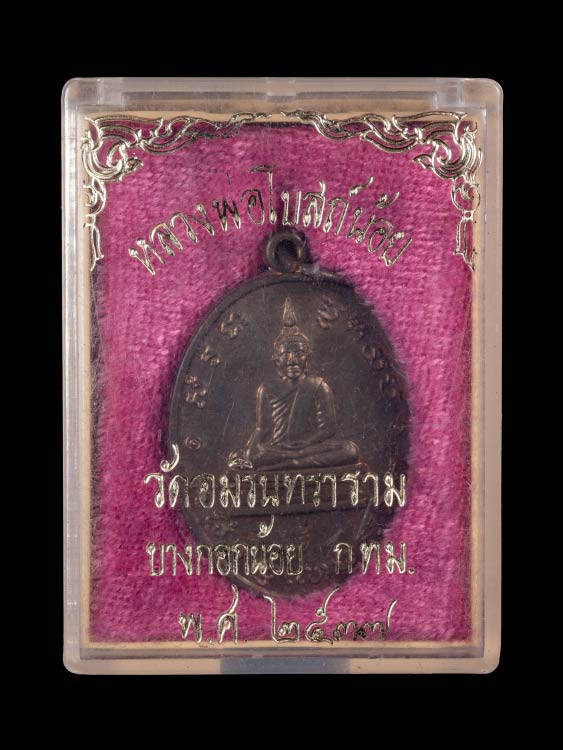 หลวงพ่อโบสถ์น้อย
วัดอมรินทราราม
บางกอกน้อย กทม.
พ.ศ. ๒๕๓๗